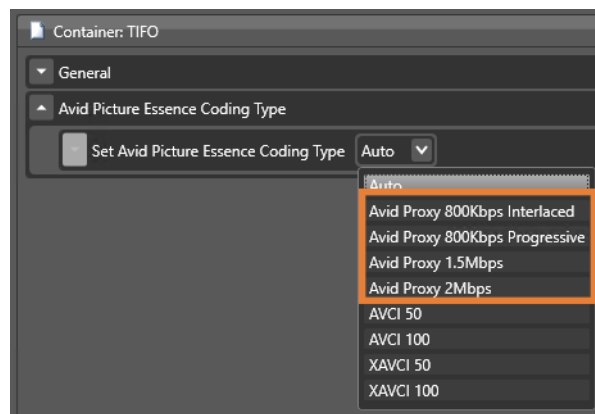 Container: TIFO
General
Avid Picture Essence Coding Type
Set Avid Picture Essence Coding Type Auto
Auto
Avid Proxy 800Kbps Interlaced
Avid Proxy 800Kbps Progressive
Avid Proxy 1.5Mbps
Avid Proxy 2Mbps
AVCI 50
AVCI 100
XAVCI 50
XAVCI 100